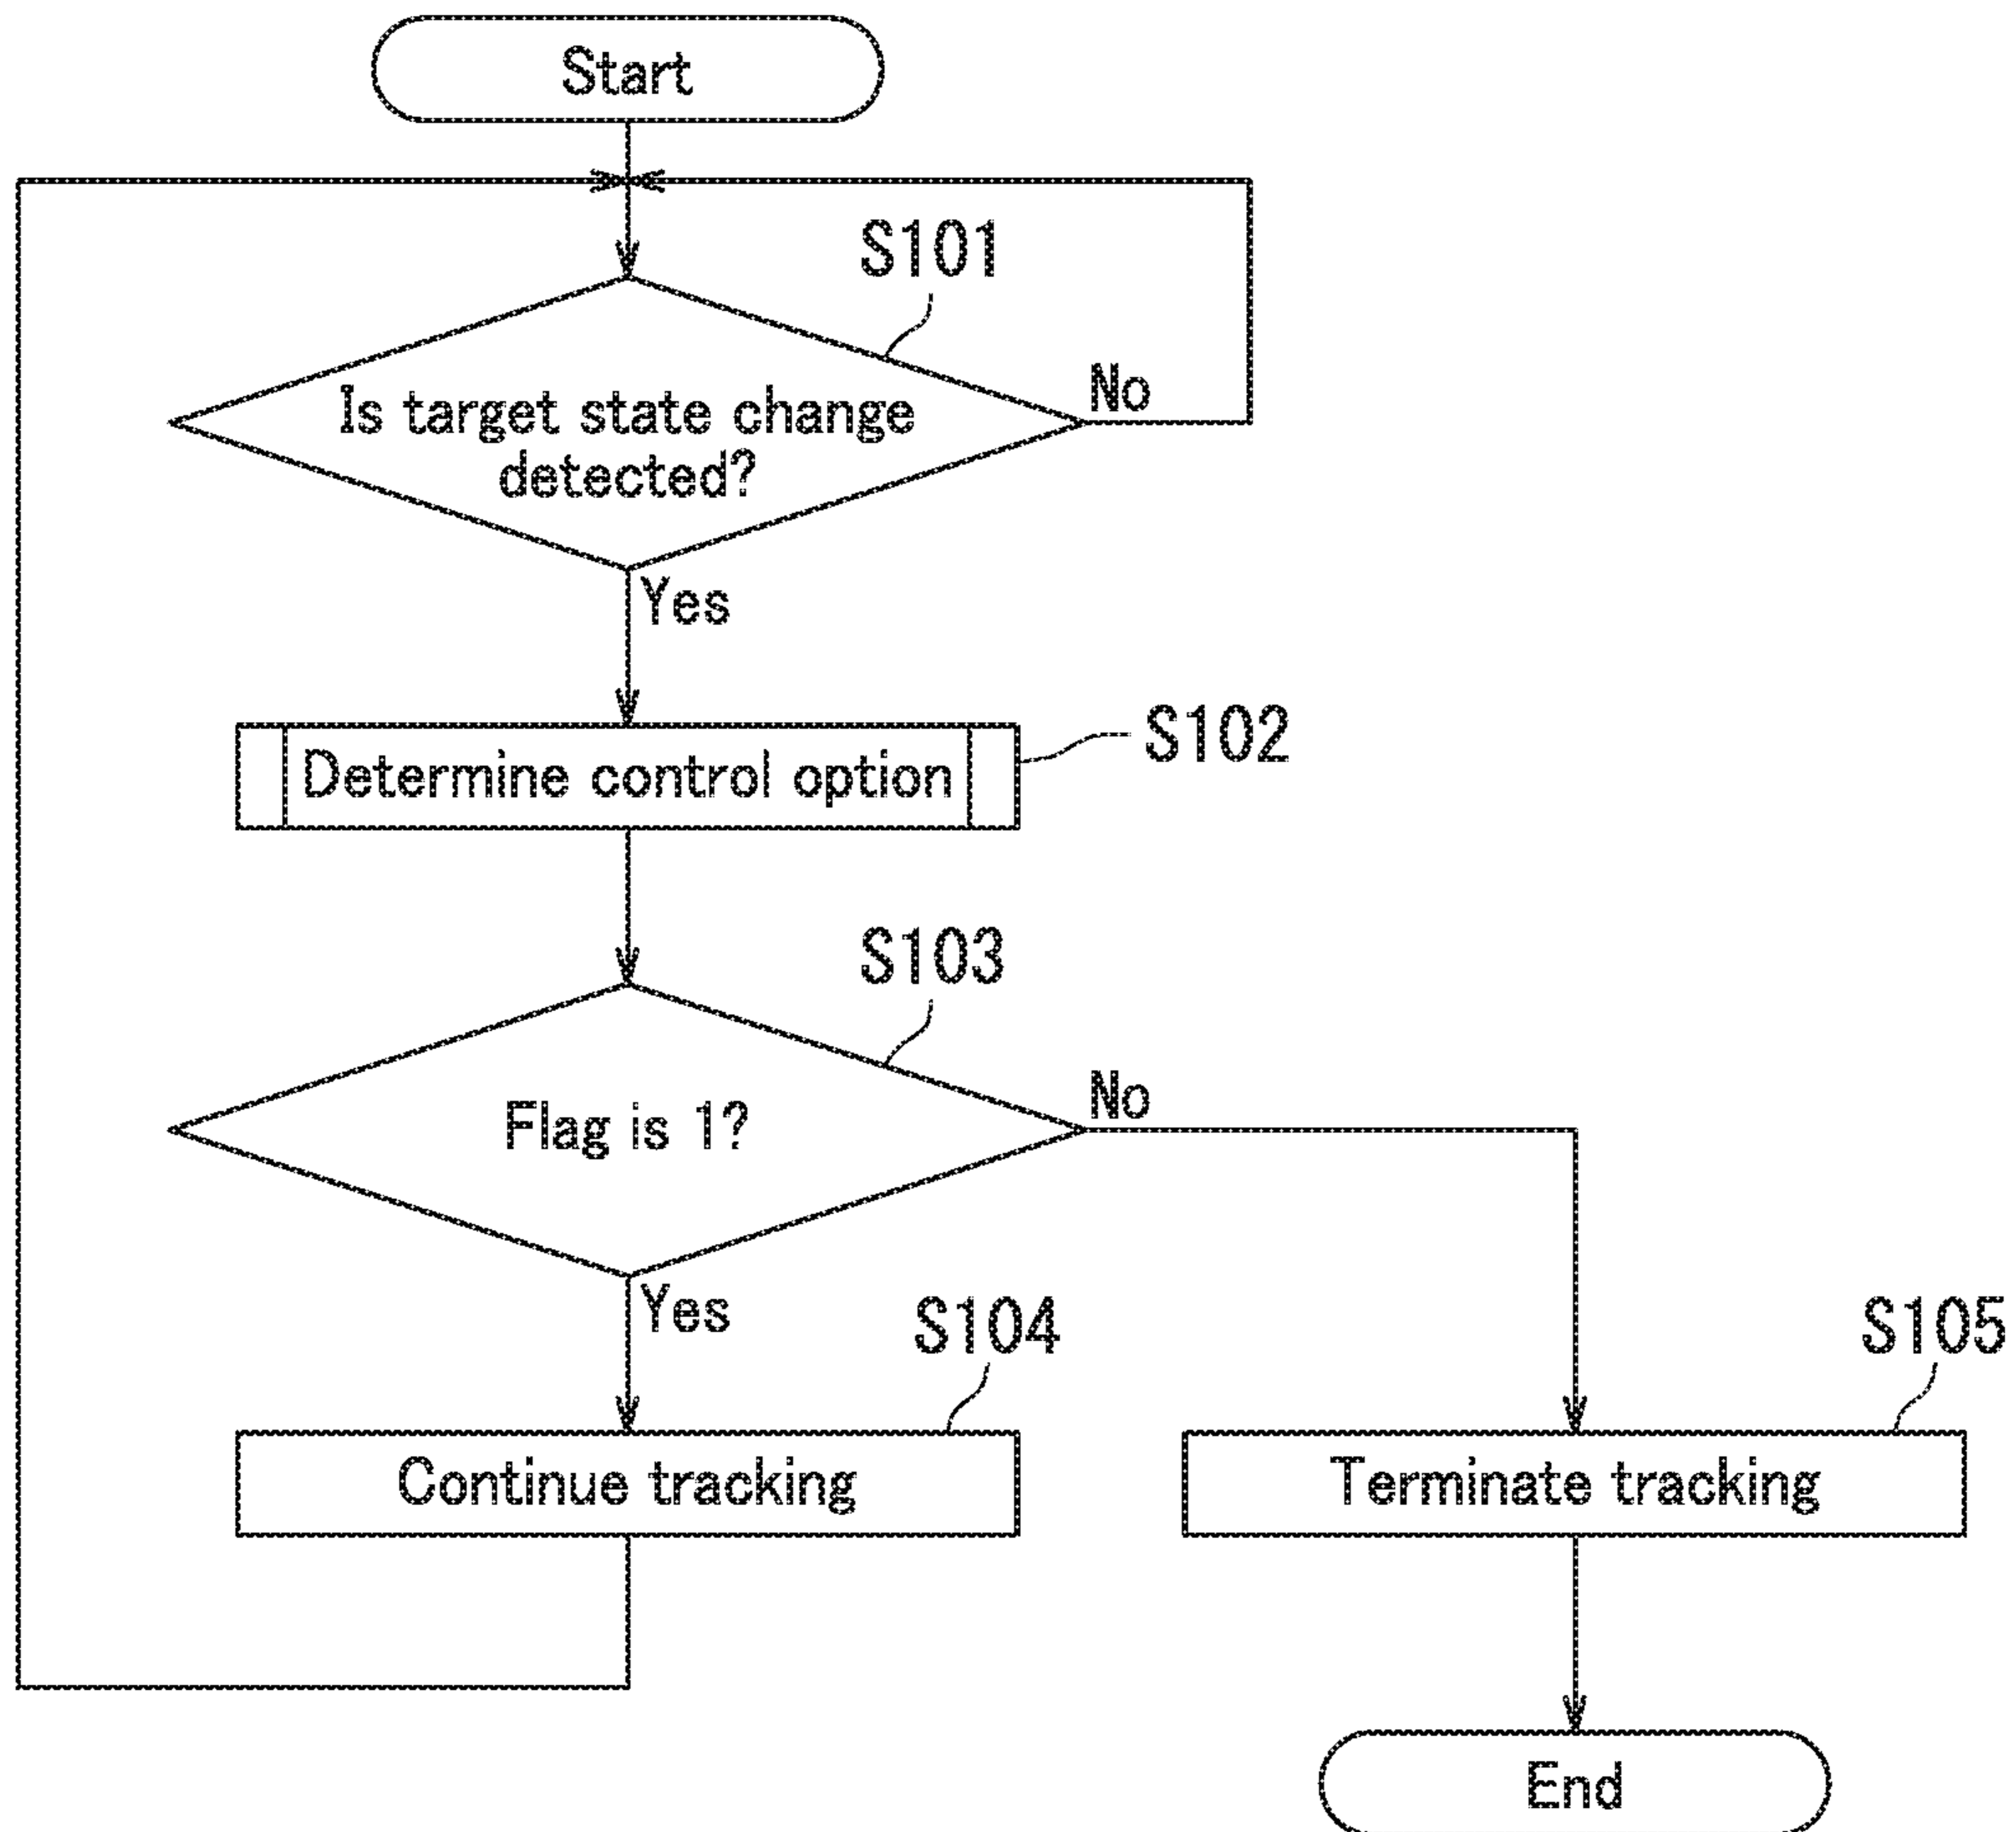 Start
S101
Is target state change
detected?
No
Yes
Determine control option
S102
S103
Flag is 1?
No
Yes
S104
Continue tracking
S105
Terminate tracking
End